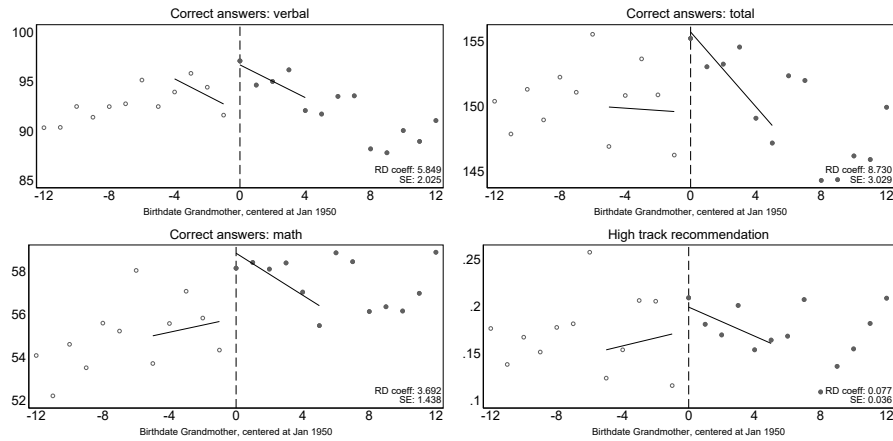 Correct answers: verbal
100
95
90
85
RD coeff: 5.849
SE: 2.025
-12 -8 -4 0 4 8 12
Birthdate Grandmother, centered at Jan 1950
Correct answers: total
155
150
145
RD coeff: 8.730
SE: 3.029
-12 -8 -4 0 4 8 12
Birthdate Grandmother, centered at Jan 1950
Correct answers: math
58
56
54
52
RD coeff: 3.692
SE: 1.438
-12 -8 -4 0 4 8 12
Birthdate Grandmother, centered at Jan 1950
High track recommendation
.25
.2
.15
.1
RD coeff: 0.077
SE: 0.036
-12 -8 -4 0 4 8 12
Birthdate Grandmother, centered at Jan 1950